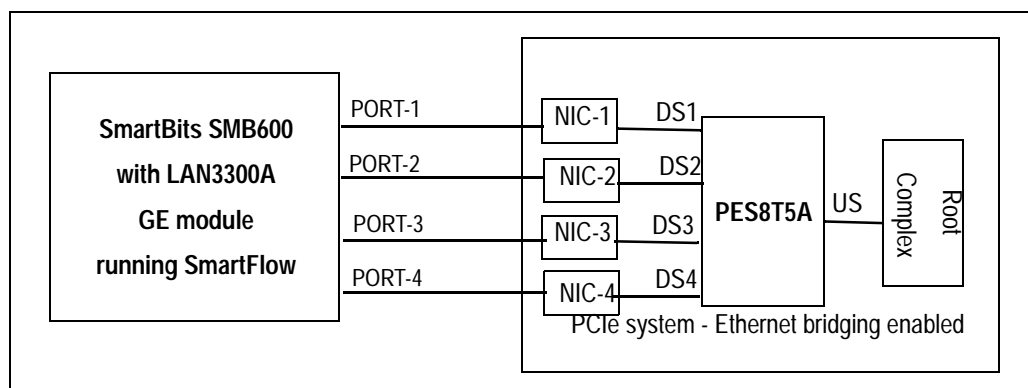 SmartBits SMB600
with LAN3300A
GE module
running SmartFlow
PORT-1
PORT-2
PORT-3
PORT-4
NIC-1
NIC-2
NIC-3
NIC-4
DS1
DS2
DS3
DS4
PES8T5A
US
Root
Complex
PCIe system - Ethernet bridging enabled